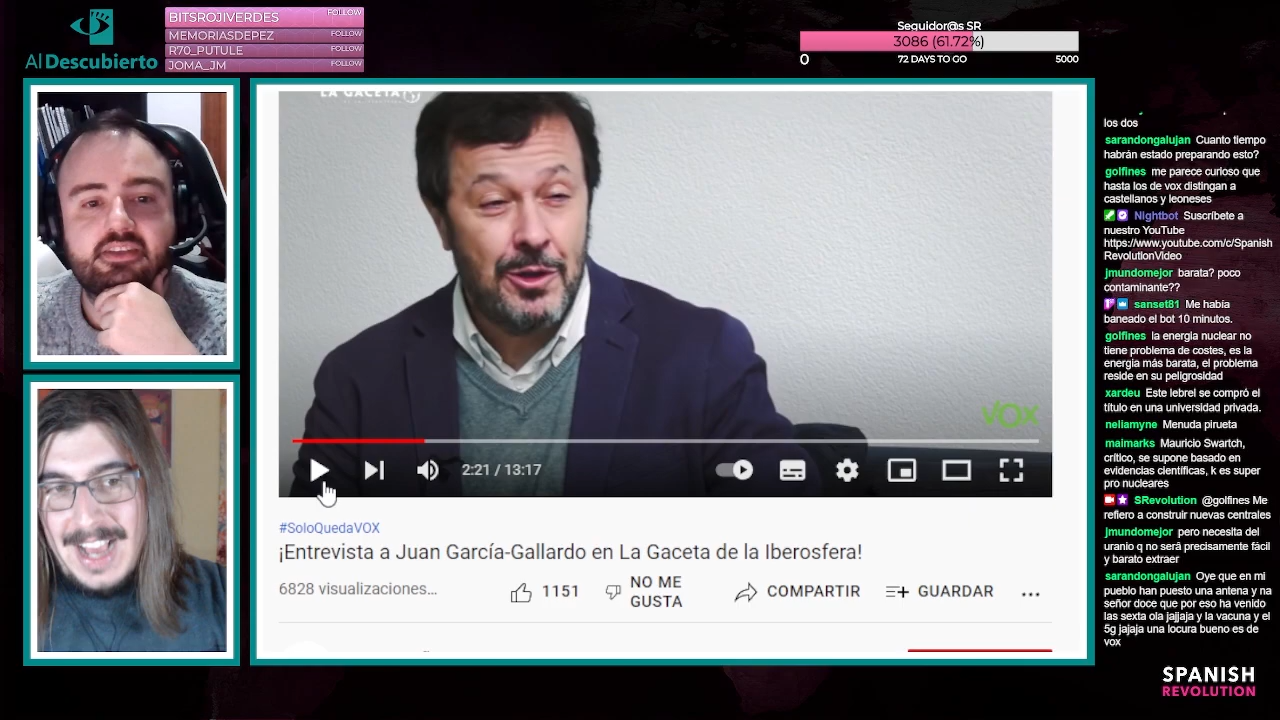 Al Descubierto
BITSROJIVERDES FOLLOW
MEMORIASDEPEZ FOLLOW
R70_PUTULE FOLLOW
JOMA_JM FOLLOW
Seguidor@s SR
3086 (61.72%)
0 72 DAYS TO GO 5000
LA GACETA
VOX
2:21 / 13:17
#SoloQuedaVOX
¡Entrevista a Juan García-Gallardo en La Gaceta de la Iberosfera!
6828 visualizaciones...
1151
NO ME
GUSTA
COMPARTIR
GUARDAR
los dos
sarandongalujan Cuanto tiempo
habrán estado preparando esto?
golfines me parece curioso que
hasta los de vox distingan a
castellanos y leoneses
Nightbot Suscríbete a
nuestro YouTube
https://www.youtube.com/c/Spanish
RevolutionVideo
jmundomejor barata? poco
contaminante??
sanset81 Me había
baneado el bot 10 minutos.
golfines la energia nuclear no
tiene problema de costes, es la
energía más barata, el problema
reside en su peligrosidad
xardeu Este lebrel se compró el
título en una universidad privada.
neliamyne Menuda pirueta
maimarks Mauricio Swartch,
crítico, se supone basado en
evidencias científicas, k es super
pro nucleares
SRevolution @golfines Me
refiero a construir nuevas centrales
jmundomejor pero necesita del
uranio q no será precisamente fácil
y barato extraer
sarandongalujan Oye que en mi
pueblo han puesto una antena y na
señor doce que por eso ha venido
las sexta ola jajjaja y la vacuna y el
5g jajaja una locura bueno es de
vox
SPANISH
REVOLUTION